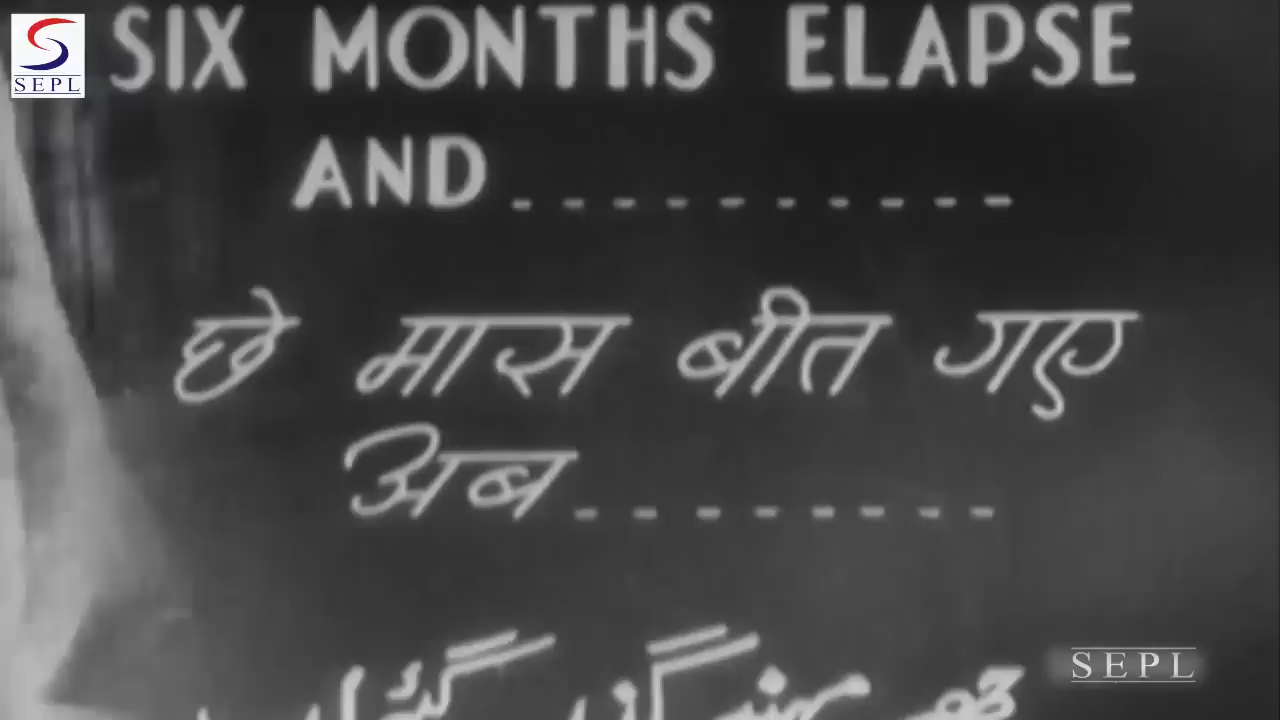 SEPL
SIX MONTHS ELAPSE
AND...........
छे मास बीत गए
अब........
SEPL